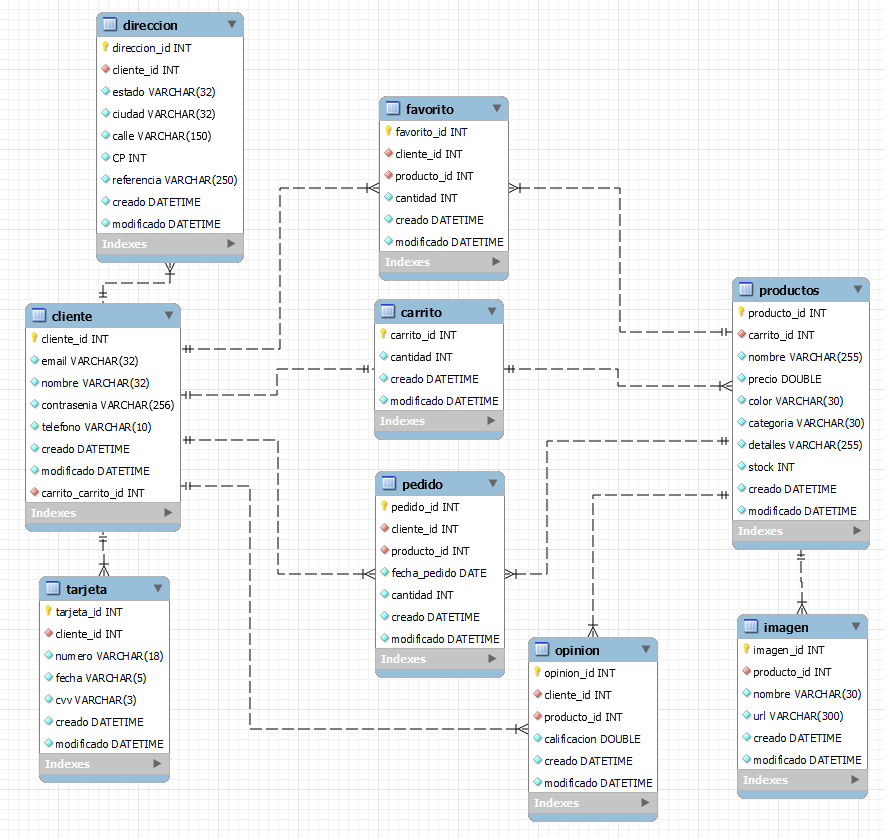 direccion
direccion_id INT
cliente_id INT
estado VARCHAR(32)
ciudad VARCHAR(32)
calle VARCHAR(150)
CP INT
referencia VARCHAR(250)
creado DATETIME
modificado DATETIME
Indexes
favorito
favorito_id INT
cliente_id INT
producto_id INT
cantidad INT
creado DATETIME
modificado DATETIME
Indexes
cliente
cliente_id INT
email VARCHAR(32)
nombre VARCHAR(32)
contrasenia VARCHAR(256)
telefono VARCHAR(10)
creado DATETIME
modificado DATETIME
carrito_carrito_id INT
Indexes
carrito
carrito_id INT
cantidad INT
creado DATETIME
modificado DATETIME
Indexes
productos
producto_id INT
carrito_id INT
nombre VARCHAR(255)
precio DOUBLE
color VARCHAR(30)
categoria VARCHAR(30)
detalles VARCHAR(255)
stock INT
creado DATETIME
modificado DATETIME
Indexes
pedido
pedido_id INT
cliente_id INT
producto_id INT
fecha_pedido DATE
cantidad INT
creado DATETIME
modificado DATETIME
Indexes
tarjeta
tarjeta_id INT
cliente_id INT
numero VARCHAR(18)
fecha VARCHAR(5)
cvv VARCHAR(3)
creado DATETIME
modificado DATETIME
Indexes
opinion
opinion_id INT
cliente_id INT
producto_id INT
calificacion DOUBLE
creado DATETIME
modificado DATETIME
Indexes
imagen
imagen_id INT
producto_id INT
nombre VARCHAR(30)
url VARCHAR(300)
creado DATETIME
modificado DATETIME
Indexes